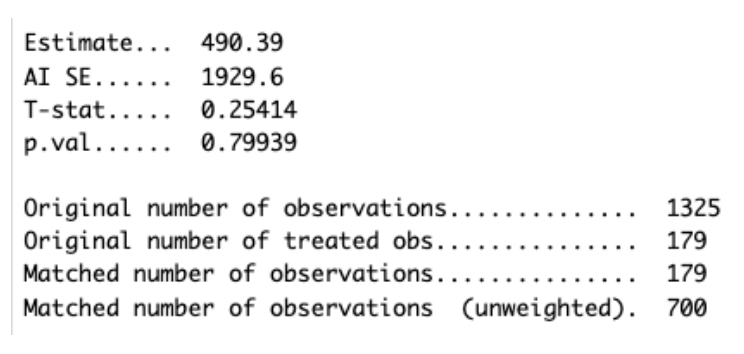 Estimate...  490.39
AI SE......  1929.6
T-stat.....  0.25414
p.val......  0.79939
Original number of observations..............  1325
Original number of treated obs...............  179
Matched number of observations...............  179
Matched number of observations  (unweighted).  700